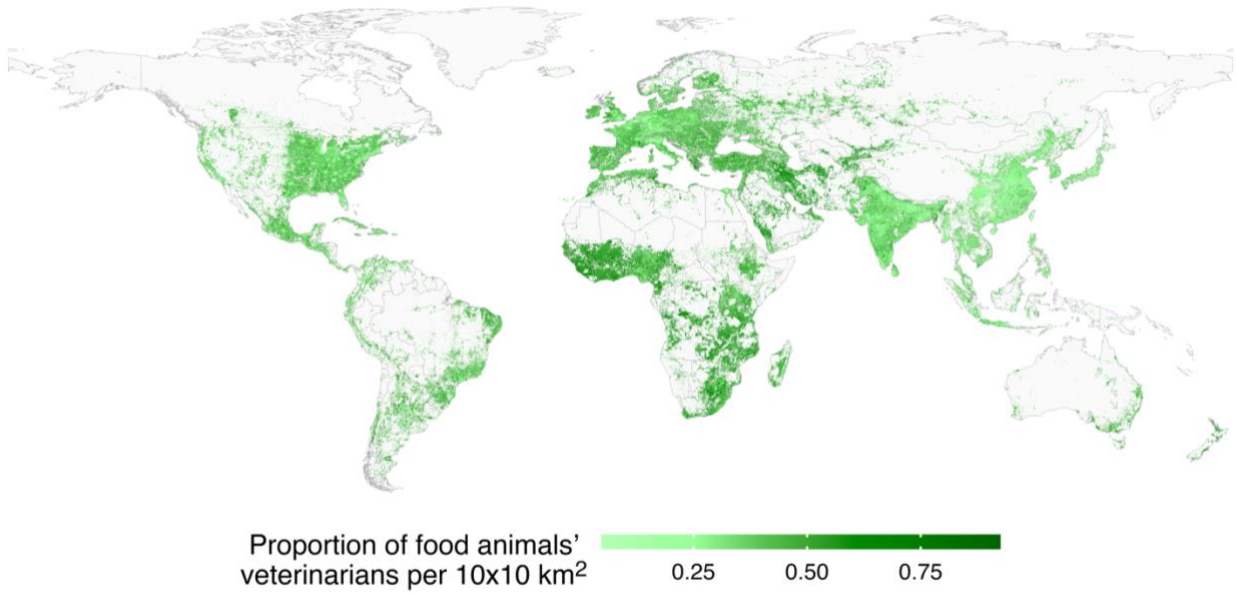 Proportion of food animals’
veterinarians per 10x10 km²
0.25 0.50 0.75